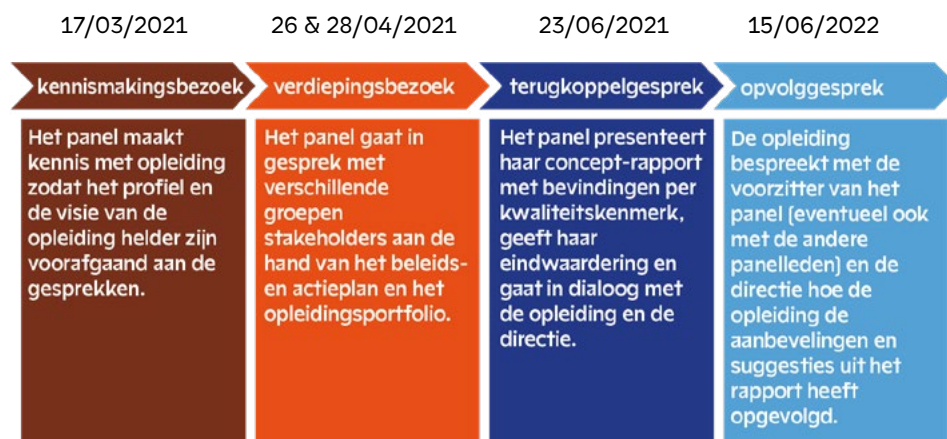 17/03/2021
26 & 28/04/2021
23/06/2021
15/06/2022
kennismakingsbezoek
verdiepingsbezoek
terugkoppelgesprek
opvolggesprek
Het panel maakt
kennis met opleiding
zodat het profiel en
de visie van de
opleiding helder zijn
voorafgaand aan de
gesprekken.
Het panel gaat in
gesprek met
verschillende
groepen
stakeholders aan de
hand van het beleids-
en actieplan en het
opleidingsportfolio.
Het panel presenteert
haar concept-rapport
met bevindingen per
kwaliteitskenmerk,
geeft haar
eindwaardering en
gaat in dialoog met
de opleiding en de
directie.
De opleiding
bespreekt met de
voorzitter van het
panel (eventueel ook
met de andere
panelleden) en de
directie hoe de
opleiding de
aanbevelingen en
suggesties uit het
rapport heeft
opgevolgd.